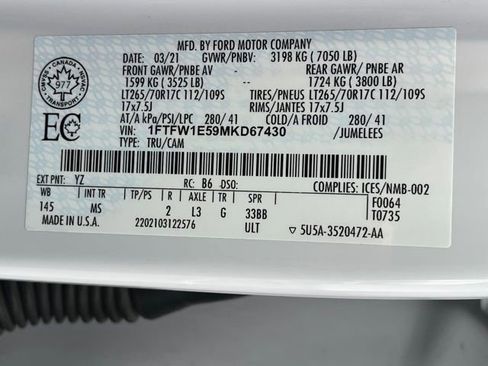 MFD. BY FORD MOTOR COMPANY
03/21 GVWR/PNBV: 3198 KG ( 7050 LB)
FRONT GAWR/PNBE AV - REAR GAWR/ PNBE AR
1599 KG ( 3525 LB) 1724 KG ( 3800 LB)
LT265/70R17C 112/109S TIRES/PNEUS LT265/70R17C 112/109S
17x7.5J RIMS/JANTES 17x7.5J
AT/A kPa/PSI/LPC 280/ 41 COLD/A FROID 280/ 41
VIN: 1FTFW1E59MKD67430 /JUMELEES
TYPE: TRU/CAM
CANADA
977
TRANSPORT
EC
EXT PNT: YZ RC: B6 DSO: COMPLIES: ICES/NMB-002
WB INT TR TP/PS R AXLE TR SPR F0064
145 MS 2 L3 G 33BB T0735
MADE IN U.S.A. 2202103122576 ULT ▽ 5U5A-3520472-AA